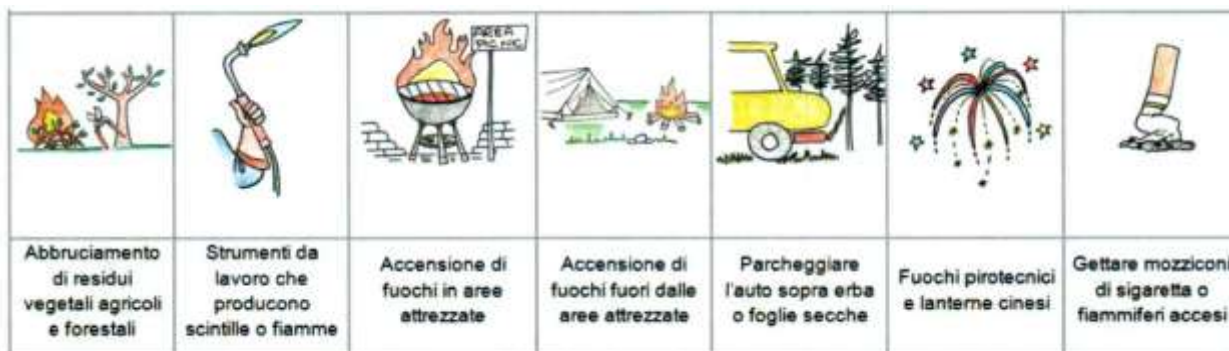 AREA
PIC NIC
Abbruciamento
di residui
vegetali agricoli
e forestali
Strumenti da
lavoro che
producono
scintille o fiamme
Accensione di
fuochi in aree
attrezzate
Accensione di
fuochi fuori dalle
aree attrezzate
Parcheggiare
l'auto sopra erba
o foglie secche
Fuochi pirotecnici
e lanterne cinesi
Gettare mozziconi
di sigaretta o
fiammiferi accesi